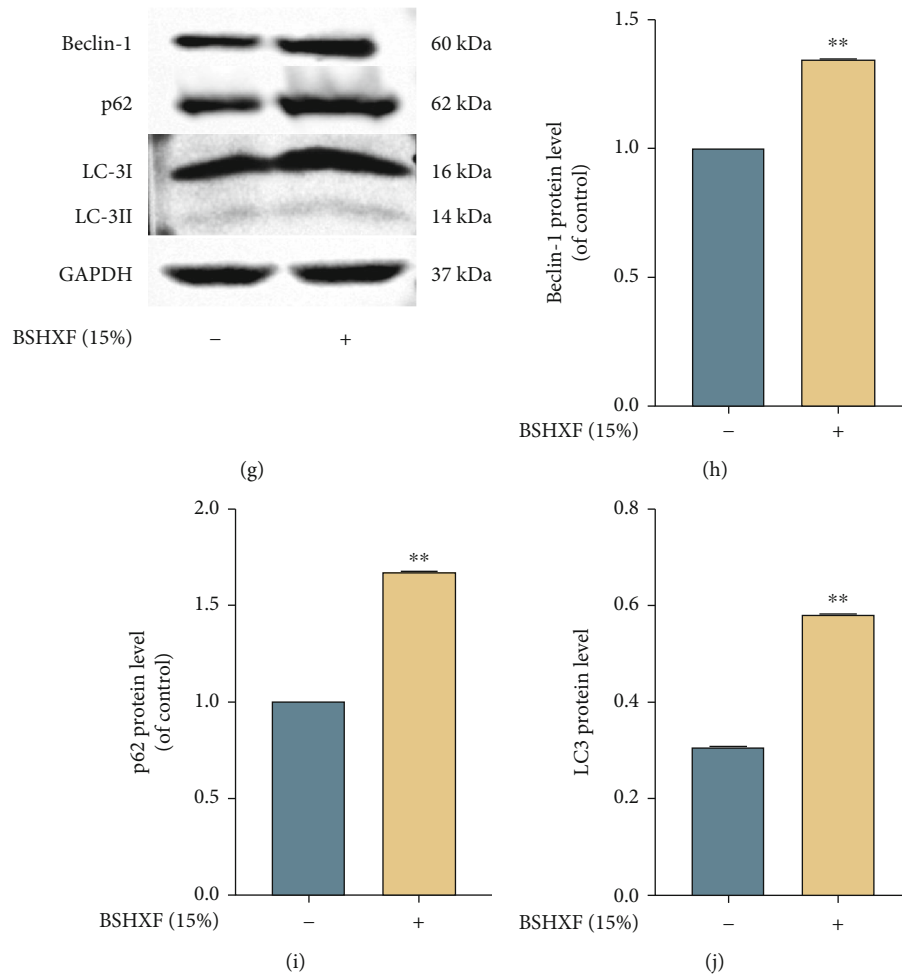 Beclin-1 60 kDa
p62 62 kDa
LC-3I 16 kDa
LC-3II 14 kDa
GAPDH 37 kDa
BSHXF (15%) – +
(g)
Beclin-1 protein level
(of control)
1.5
1.0
0.5
0.0
**
BSHXF (15%) – +
(h)
p62 protein level
(of control)
2.0
1.5
1.0
0.5
0.0
**
BSHXF (15%) – +
(i)
LC3 protein level
0.8
0.6
0.4
0.2
0.0
**
BSHXF (15%) – +
(j)